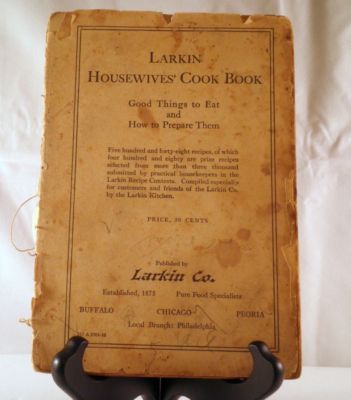 LARKIN
HOUSEWIVES' COOK BOOK
Good Things to Eat
and
How to Prepare Them
Five hundred and forty-eight recipes, of which
four hundred and eighty are prize recipes
selected from more than three thousand
submitted by practical housekeepers in the
Larkin Recipe Contests. Compiled especially
for customers and friends of the Larkin Co.
by the Larkin Kitchen.
PRICE, 30 CENTS
Published by
Larkin Co.
Established, 1875 Pure Food Specialists
BUFFALO CHICAGO PEORIA
Local Branch: Philadelphia